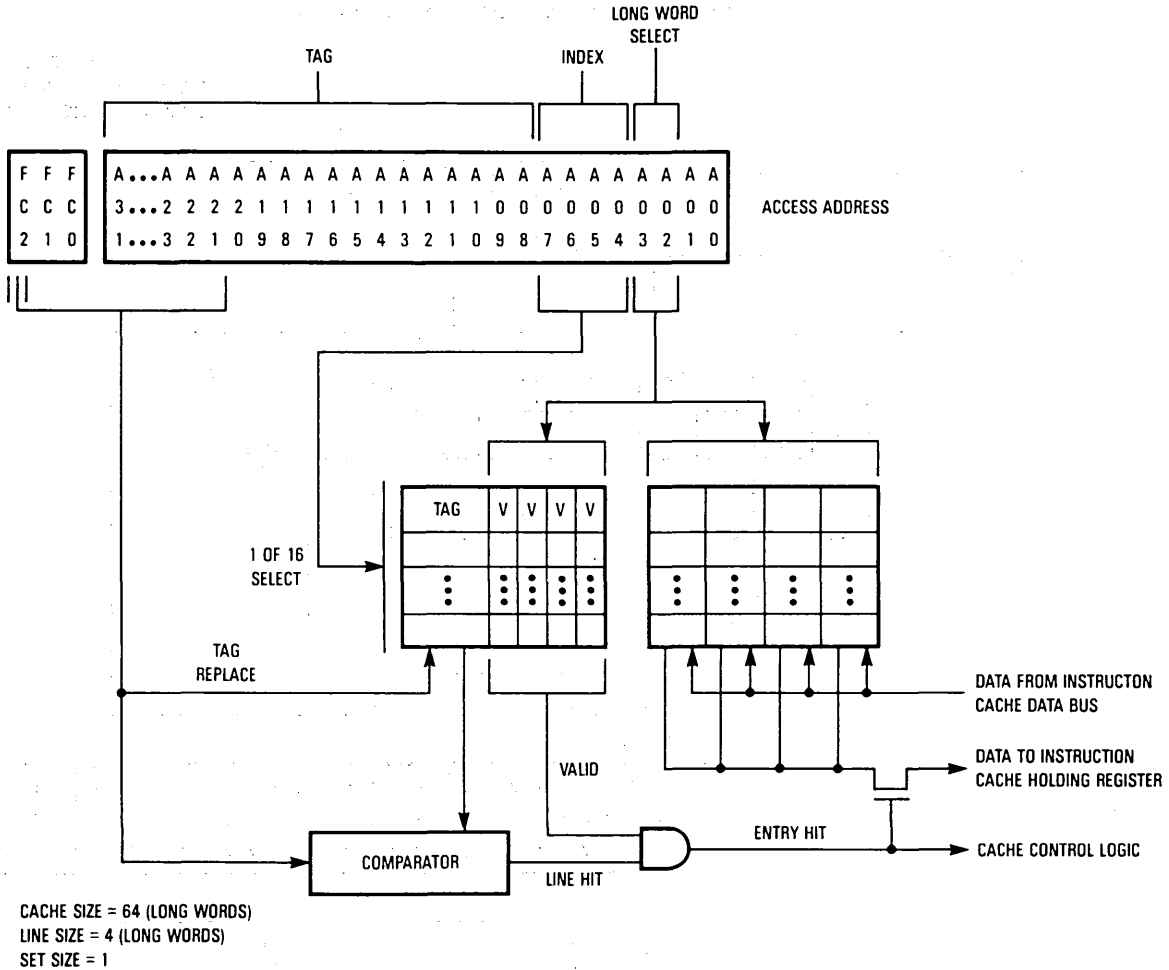 LONG WORD
SELECT
TAG
INDEX
F F F A•••A A A A A A A A A A A A A A A A A A A A A A A A
C C C 3•••2 2 2 2 1 1 1 1 1 1 1 1 1 1 0 0 0 0 0 0 0 0 0 0
2 1 0 1•••3 2 1 0 9 8 7 6 5 4 3 2 1 0 9 8 7 6 5 4 3 2 1 0
ACCESS ADDRESS
TAG V V V V
1 OF 16
SELECT
TAG
REPLACE
DATA FROM INSTRUCTON
CACHE DATA BUS
DATA TO INSTRUCTION
CACHE HOLDING REGISTER
VALID
ENTRY HIT
CACHE CONTROL LOGIC
COMPARATOR
LINE HIT
CACHE SIZE = 64 (LONG WORDS)
LINE SIZE = 4 (LONG WORDS)
SET SIZE = 1